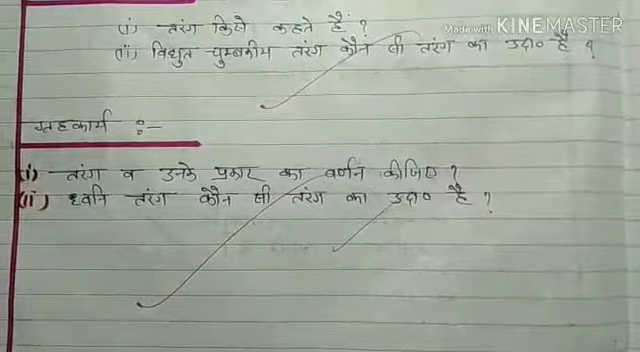 Made with KINEMASTER
(i) तरंग किसे कहते हैं ?
(ii) विद्युत चुम्बकीय तरंग कौन सी तरंग का उदा० है ?
गृहकार्य :-
(i) तरंग व उनके प्रकार का वर्णन कीजिए ?
(ii) ध्वनि तरंग कौन सी तरंग का उदा० है ?